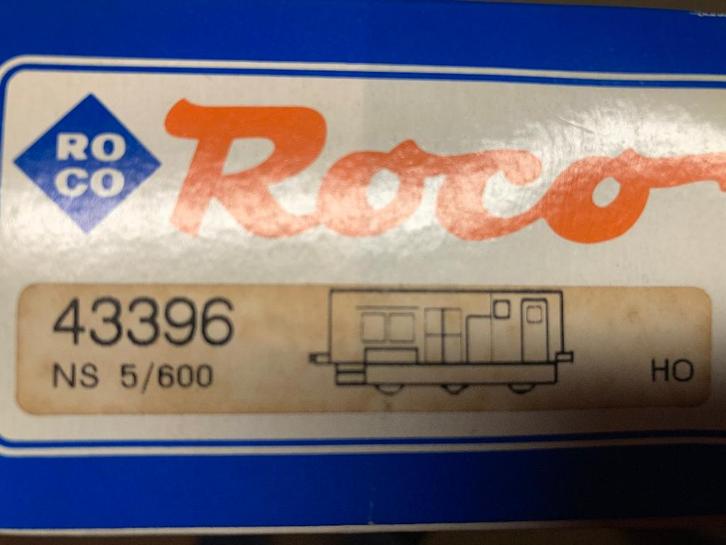 RO
CO
Roco
43396
NS 5/600
HO